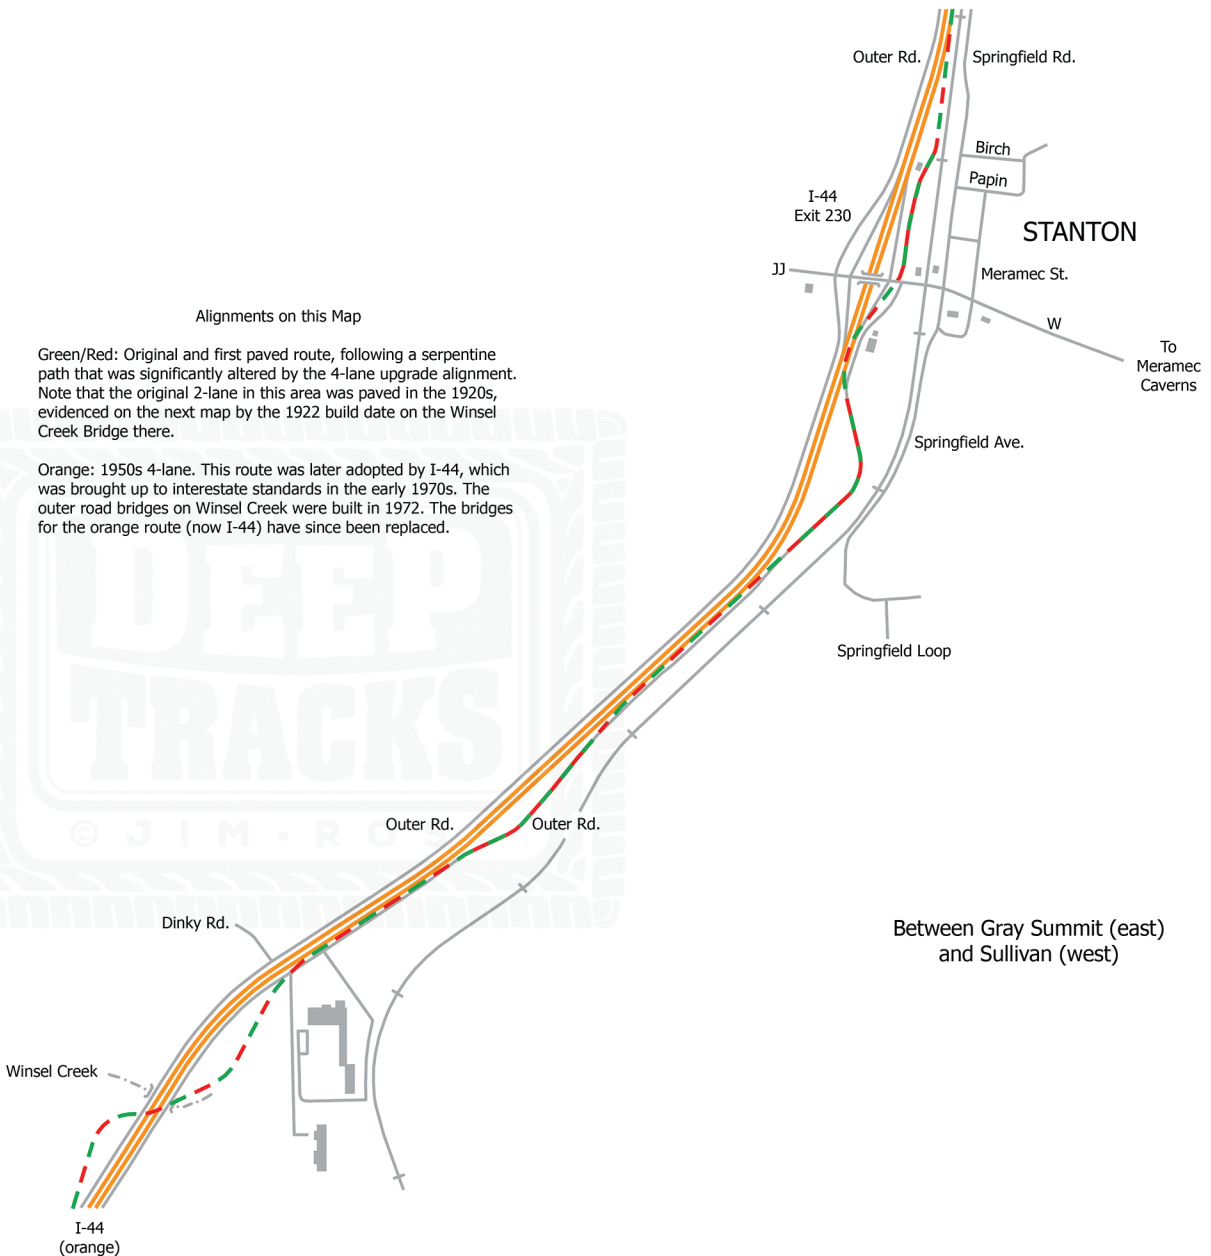 Outer Rd.
Springfield Rd.
Birch
Papin
I-44
Exit 230
STANTON
JJ
Meramec St.
W
To
Meramec
Caverns
Alignments on this Map
Green/Red: Original and first paved route, following a serpentine
path that was significantly altered by the 4-lane upgrade alignment.
Note that the original 2-lane in this area was paved in the 1920s,
evidenced on the next map by the 1922 build date on the Winsel
Creek Bridge there.
Orange: 1950s 4-lane. This route was later adopted by I-44, which
was brought up to interestate standards in the early 1970s. The
outer road bridges on Winsel Creek were built in 1972. The bridges
for the orange route (now I-44) have since been replaced.
Springfield Ave.
DEEP
TRACKS
© JIM • ROS
Springfield Loop
Outer Rd.
Outer Rd.
Dinky Rd.
Between Gray Summit (east)
and Sullivan (west)
Winsel Creek
I-44
(orange)